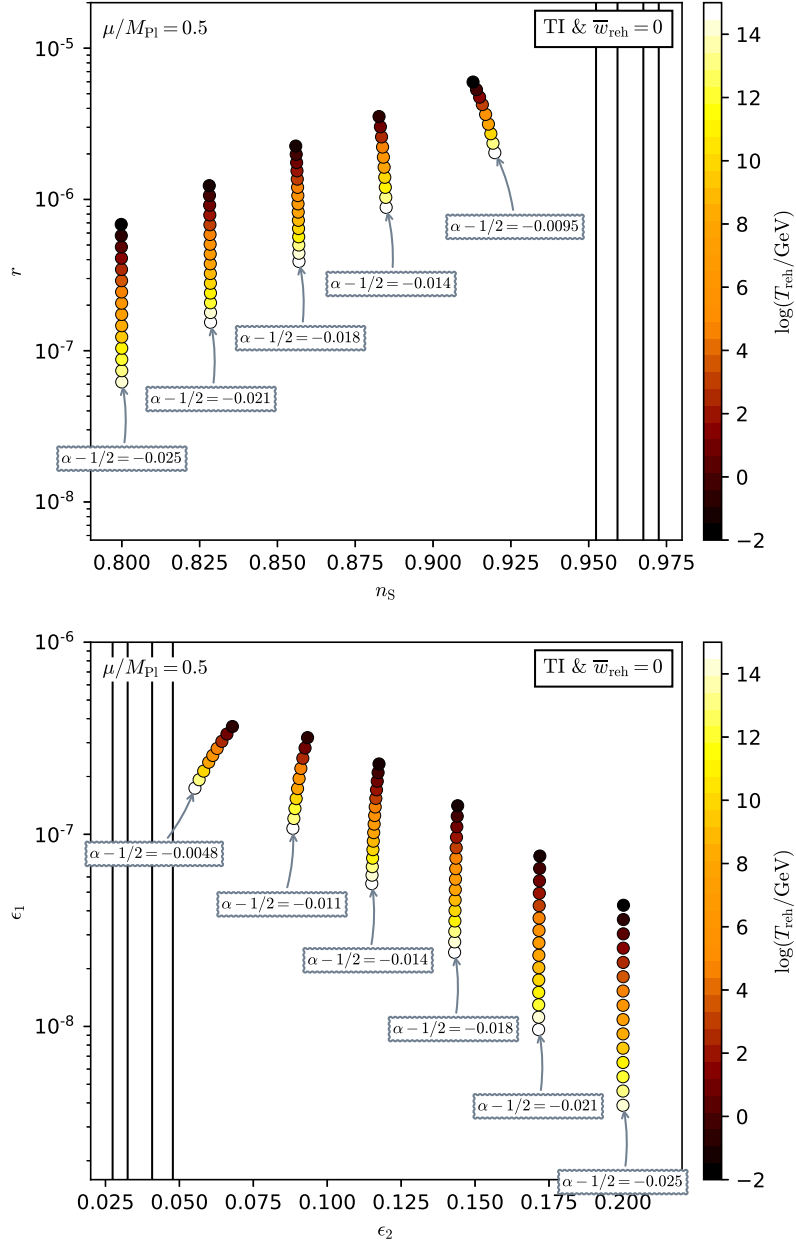 μ/M_Pl = 0.5
TI & w̅_reh = 0
10^-5
10^-6
10^-7
10^-8
r
α − 1/2 = −0.0095
α − 1/2 = −0.014
α − 1/2 = −0.018
α − 1/2 = −0.021
α − 1/2 = −0.025
0.800 0.825 0.850 0.875 0.900 0.925 0.950 0.975
n_S
14
12
10
8
6
4
2
0
−2
log(T_reh/GeV)
μ/M_Pl = 0.5
TI & w̅_reh = 0
10^-6
10^-7
10^-8
ϵ_1
α − 1/2 = −0.0048
α − 1/2 = −0.011
α − 1/2 = −0.014
α − 1/2 = −0.018
α − 1/2 = −0.021
α − 1/2 = −0.025
0.025 0.050 0.075 0.100 0.125 0.150 0.175 0.200
ϵ_2
14
12
10
8
6
4
2
0
−2
log(T_reh/GeV)